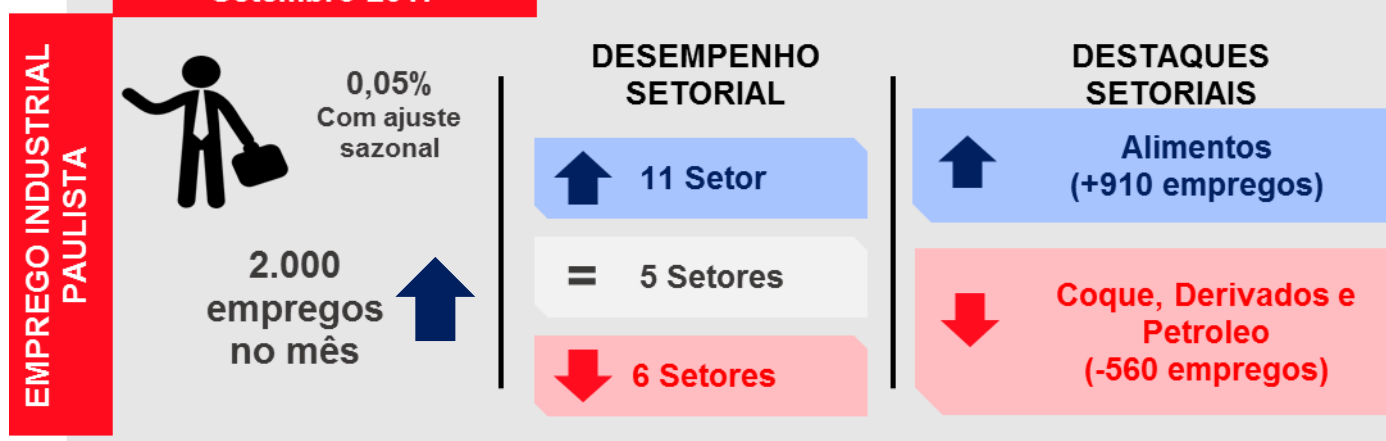 Setembro
EMPREGO INDUSTRIAL
PAULISTA
0,05%
Com ajuste
sazonal
2.000
empregos
no mês
DESEMPENHO
SETORIAL
11 Setor
= 5 Setores
6 Setores
DESTAQUES
SETORIAIS
Alimentos
(+910 empregos)
Coque, Derivados e
Petroleo
(-560 empregos)